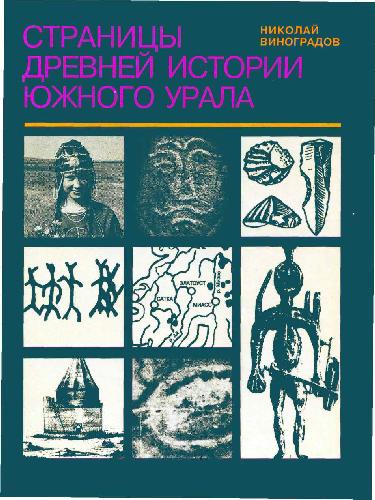 СТРАНИЦЫ
ДРЕВНЕЙ ИСТОРИИ
ЮЖНОГО УРАЛА
НИКОЛАЙ
ВИНОГРАДОВ
ЗЛАТОУСТ
САТКА
МИАСС